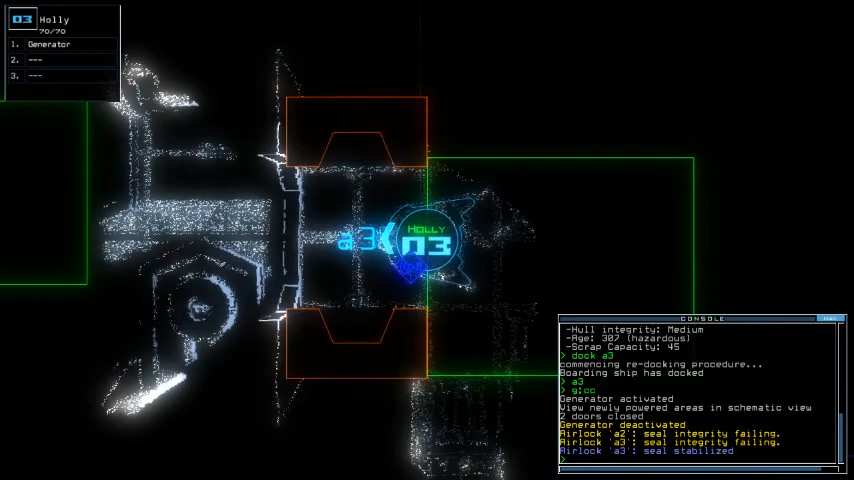 03 Holly
70/70
1. Generator
2. ---
3. ---
a3
Holly
03
CONSOLE
-Hull integrity: Medium
-Age: 307 (hazardous)
-Scrap Capacity: 45
> dock a3
commencing re-docking procedure...
Boarding ship has docked
> a3
> g;cc
Generator activated
View newly powered areas in schematic view
2 doors closed
Generator deactivated
Airlock 'a2': seal integrity failing.
Airlock 'a3': seal integrity failing.
Airlock 'a3': seal stabilized
>